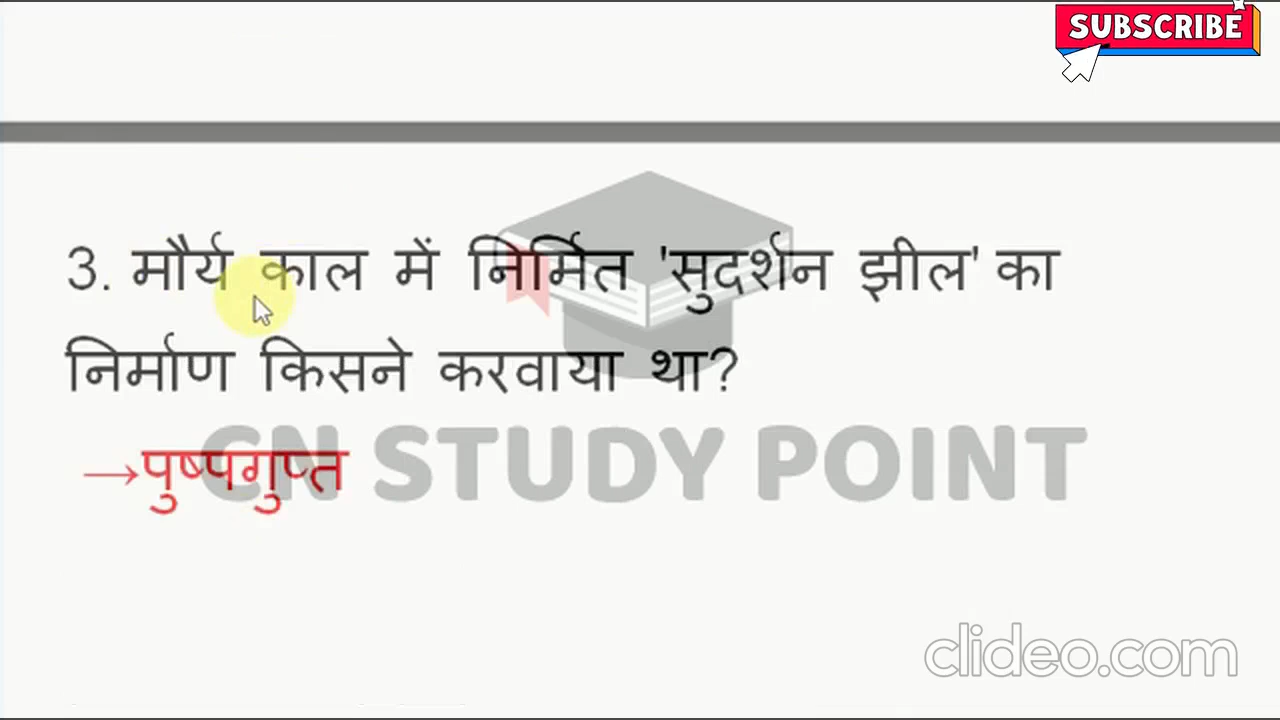 SUBSCRIBE
3. मौर्य काल में निर्मित 'सुदर्शन झील' का
निर्माण किसने करवाया था?
→पुष्पगुप्त
CN STUDY POINT
clideo.com